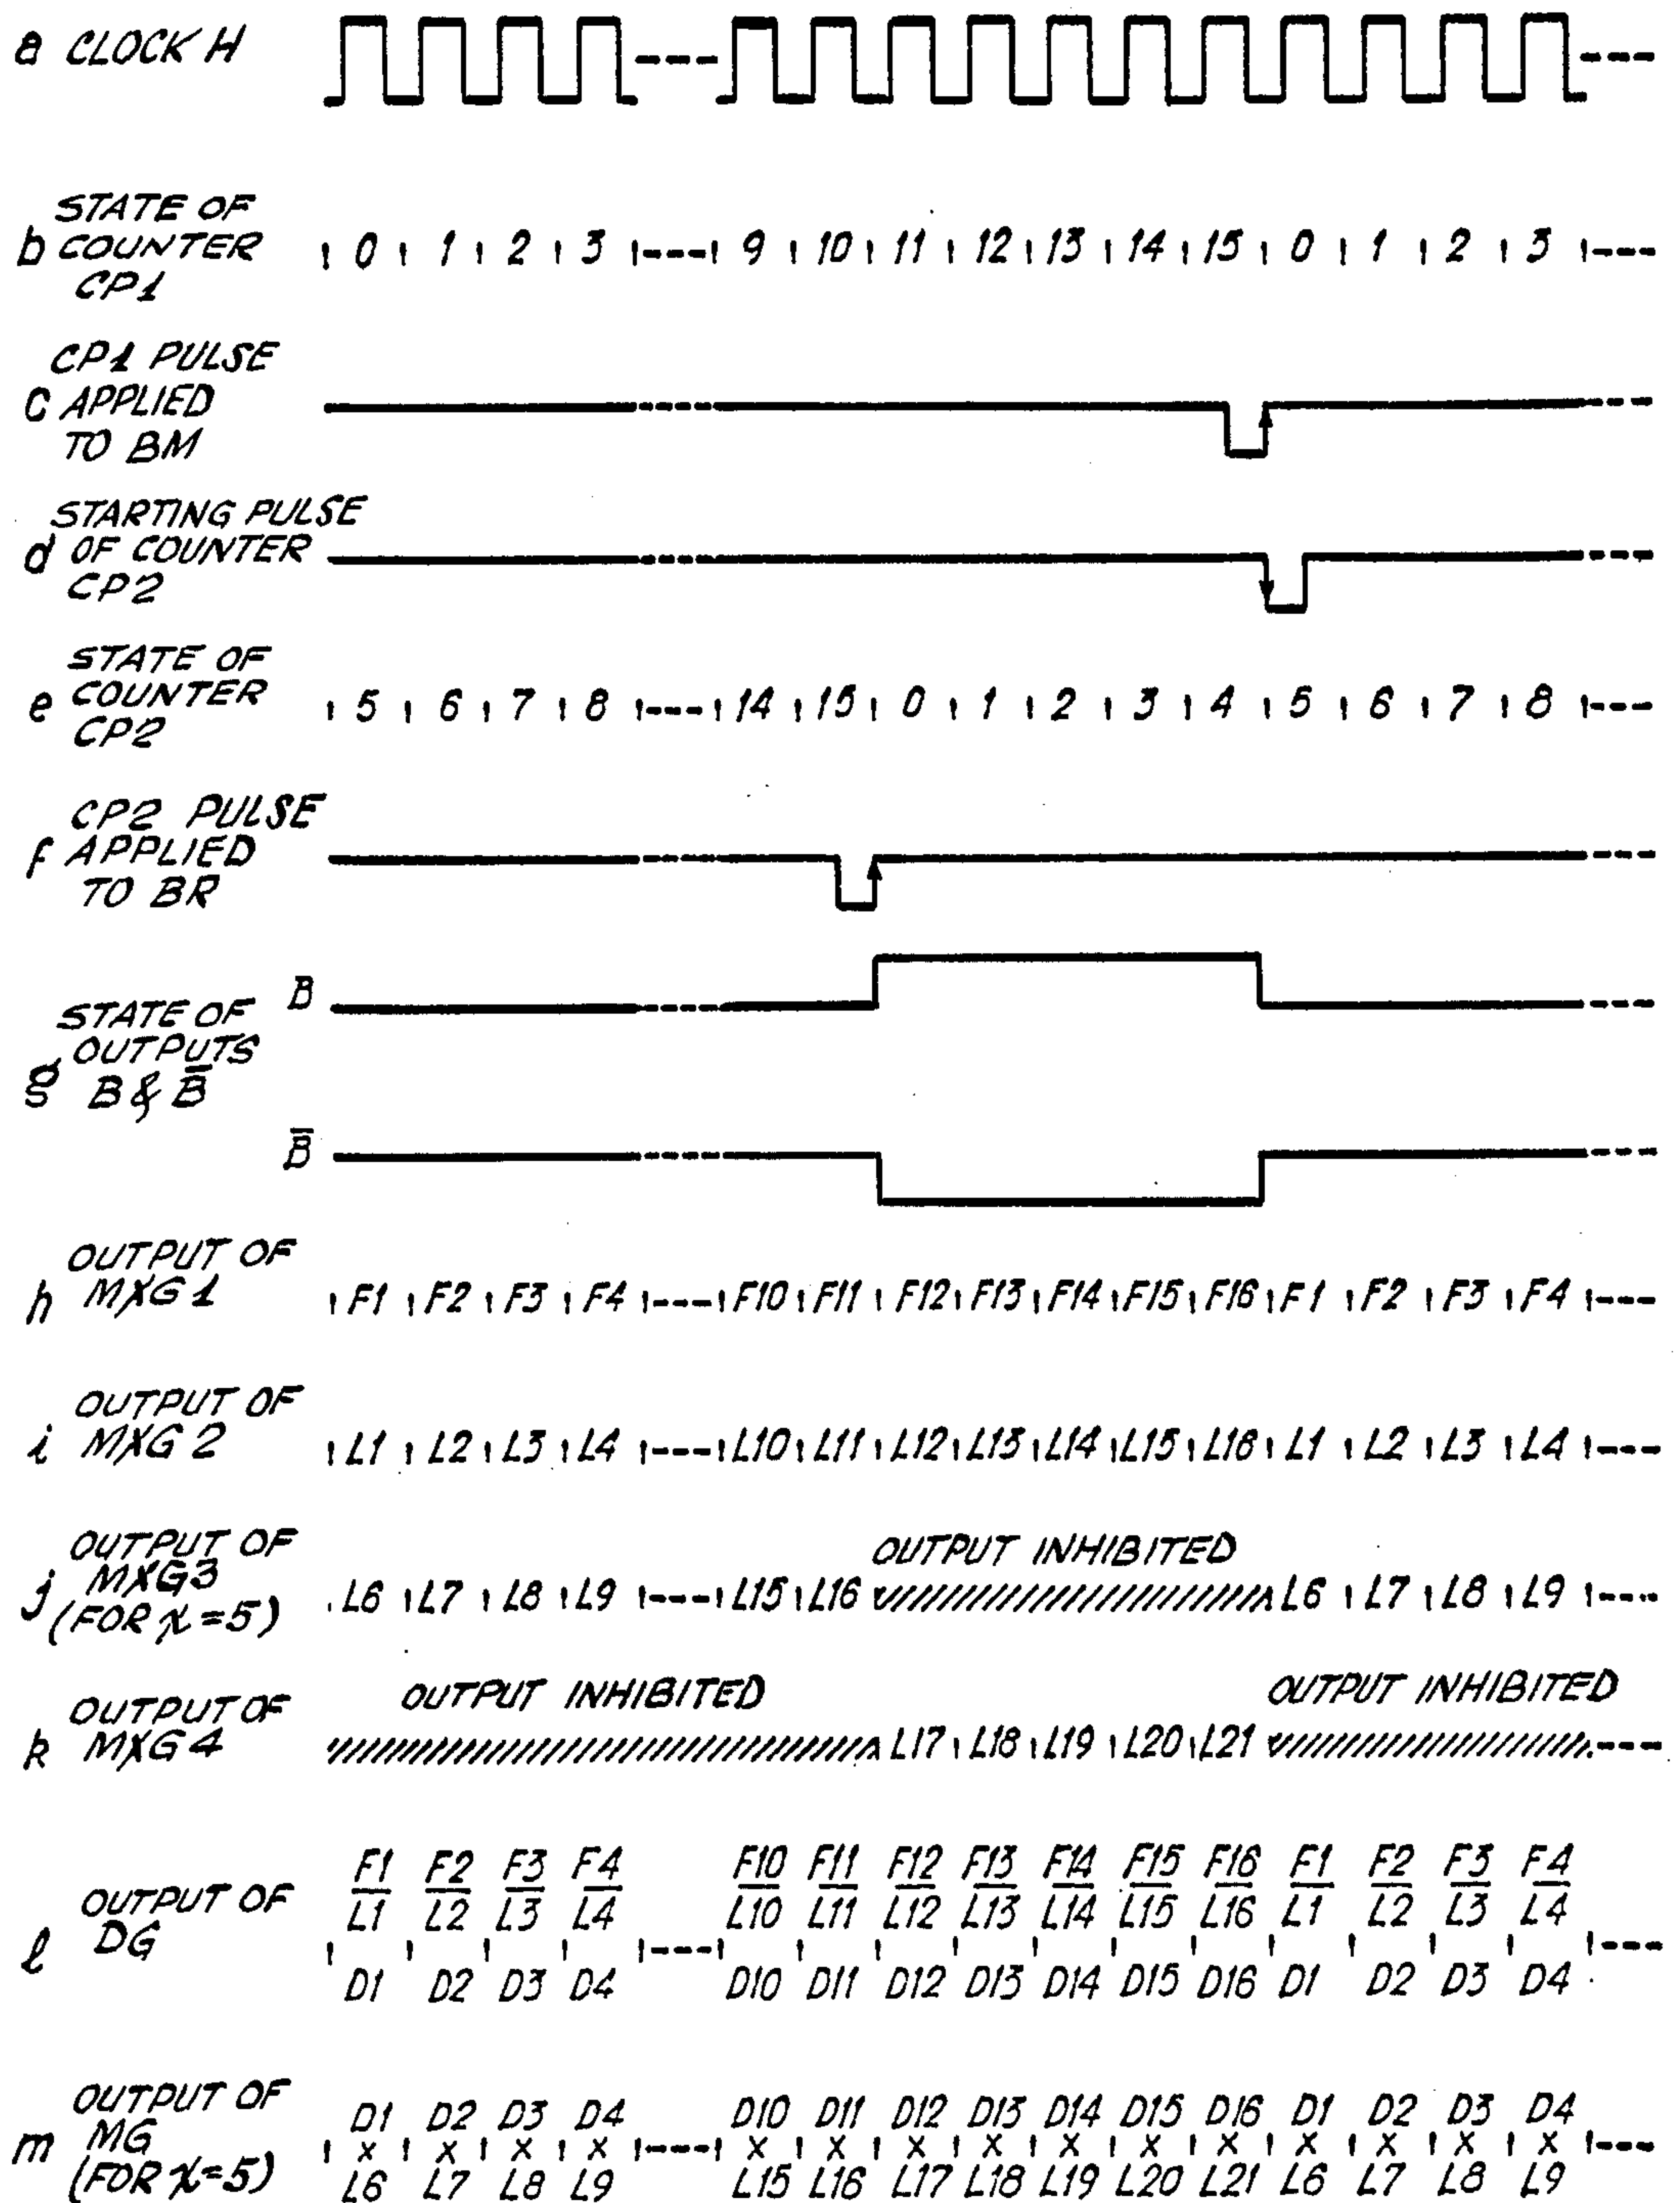 a CLOCK H
STATE OF
b COUNTER
CP1
0 1 2 3 9 10 11 12 13 14 15 0 1 2 3
CP1 PULSE
c APPLIED
TO BM
STARTING PULSE
d OF COUNTER
CP2
STATE OF
e COUNTER
CP2
5 6 7 8 14 15 0 1 2 3 4 5 6 7 8
CP2 PULSE
f APPLIED
TO BR
B
STATE OF
OUTPUTS
g B & B̅
B̅
OUTPUT OF
h MXG1
F1 F2 F3 F4 F10 F11 F12 F13 F14 F15 F16 F1 F2 F3 F4
OUTPUT OF
i MXG2
L1 L2 L3 L4 L10 L11 L12 L13 L14 L15 L16 L1 L2 L3 L4
OUTPUT OF
j MXG3
(FOR x=5)
OUTPUT INHIBITED
L6 L7 L8 L9 L15 L16 L6 L7 L8 L9
OUTPUT OF
k MXG4
OUTPUT INHIBITED OUTPUT INHIBITED
L17 L18 L19 L20 L21
OUTPUT OF
l DG
F1 F2 F3 F4 F10 F11 F12 F13 F14 F15 F16 F1 F2 F3 F4
L1 L2 L3 L4 L10 L11 L12 L13 L14 L15 L16 L1 L2 L3 L4
D1 D2 D3 D4 D10 D11 D12 D13 D14 D15 D16 D1 D2 D3 D4
OUTPUT OF
m MG
(FOR x=5)
D1 D2 D3 D4 D10 D11 D12 D13 D14 D15 D16 D1 D2 D3 D4
x x x x x x x x x x x x x x x
L6 L7 L8 L9 L15 L16 L17 L18 L19 L20 L21 L6 L7 L8 L9